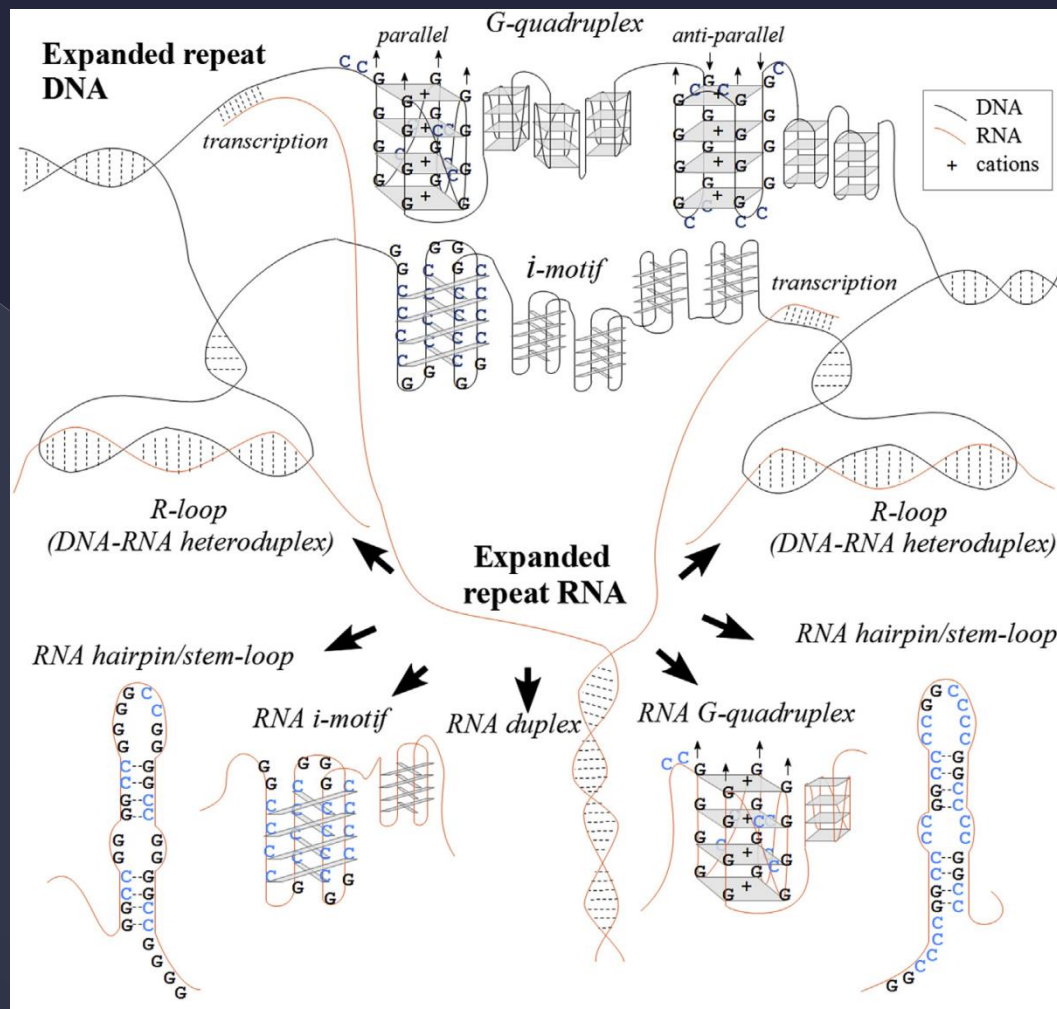 Expanded repeat
DNA
G-quadruplex
parallel
anti-parallel
transcription
DNA
RNA
+ cations
i-motif
transcription
R-loop
(DNA-RNA heteroduplex)
R-loop
(DNA-RNA heteroduplex)
Expanded
repeat RNA
RNA hairpin/stem-loop
RNA i-motif
RNA duplex
RNA G-quadruplex
RNA hairpin/stem-loop